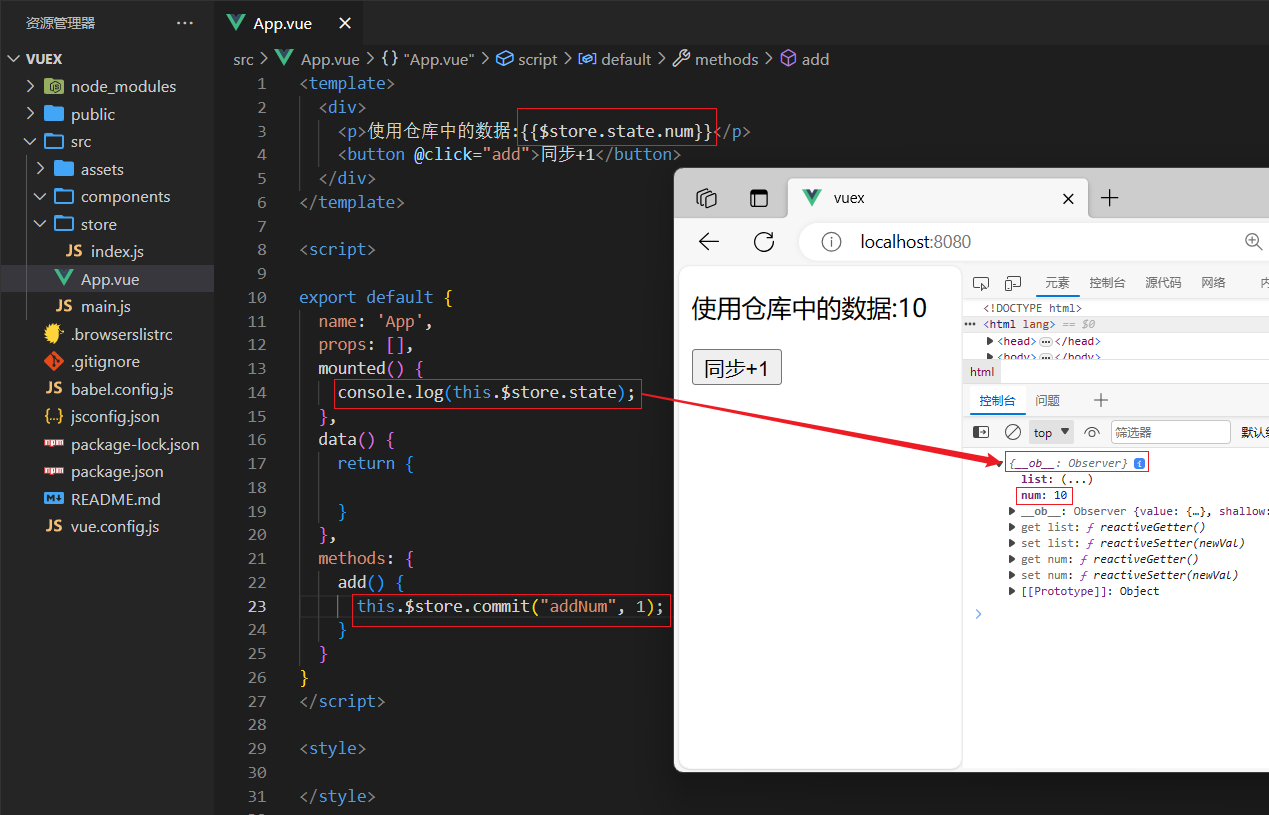 资源管理器
VUEX
node_modules
public
src
assets
components
store
JS index.js
App.vue
JS main.js
.browserslistrc
.gitignore
JS babel.config.js
{..} jsconfig.json
npm package-lock.json
npm package.json
README.md
JS vue.config.js
App.vue
src > App.vue > {} "App.vue" > script > default > methods > add
1 <template>
2 <div>
3 <p>使用仓库中的数据:{{$store.state.num}}</p>
4 <button @click="add">同步+1</button>
5 </div>
6 </template>
7
8 <script>
9
10 export default {
11 name: 'App',
12 props: [],
13 mounted() {
14 console.log(this.$store.state);
15 },
16 data() {
17 return {
18
19 }
20 },
21 methods: {
22 add() {
23 this.$store.commit("addNum", 1);
24 }
25 }
26 }
27 </script>
28
29 <style>
30
31 </style>
vuex
localhost:8080
使用仓库中的数据:10
同步+1
元素 控制台 源代码 网络
<!DOCTYPE html>
<html lang> == $0
<head> </head>
<body> </body>
html
控制台 问题
top 筛选器 默认
{__ob__: Observer}
list: (...)
num: 10
__ob__: Observer {value: {…}, shallow:
get list: ƒ reactiveGetter()
set list: ƒ reactiveSetter(newVal)
get num: ƒ reactiveGetter()
set num: ƒ reactiveSetter(newVal)
[[Prototype]]: Object